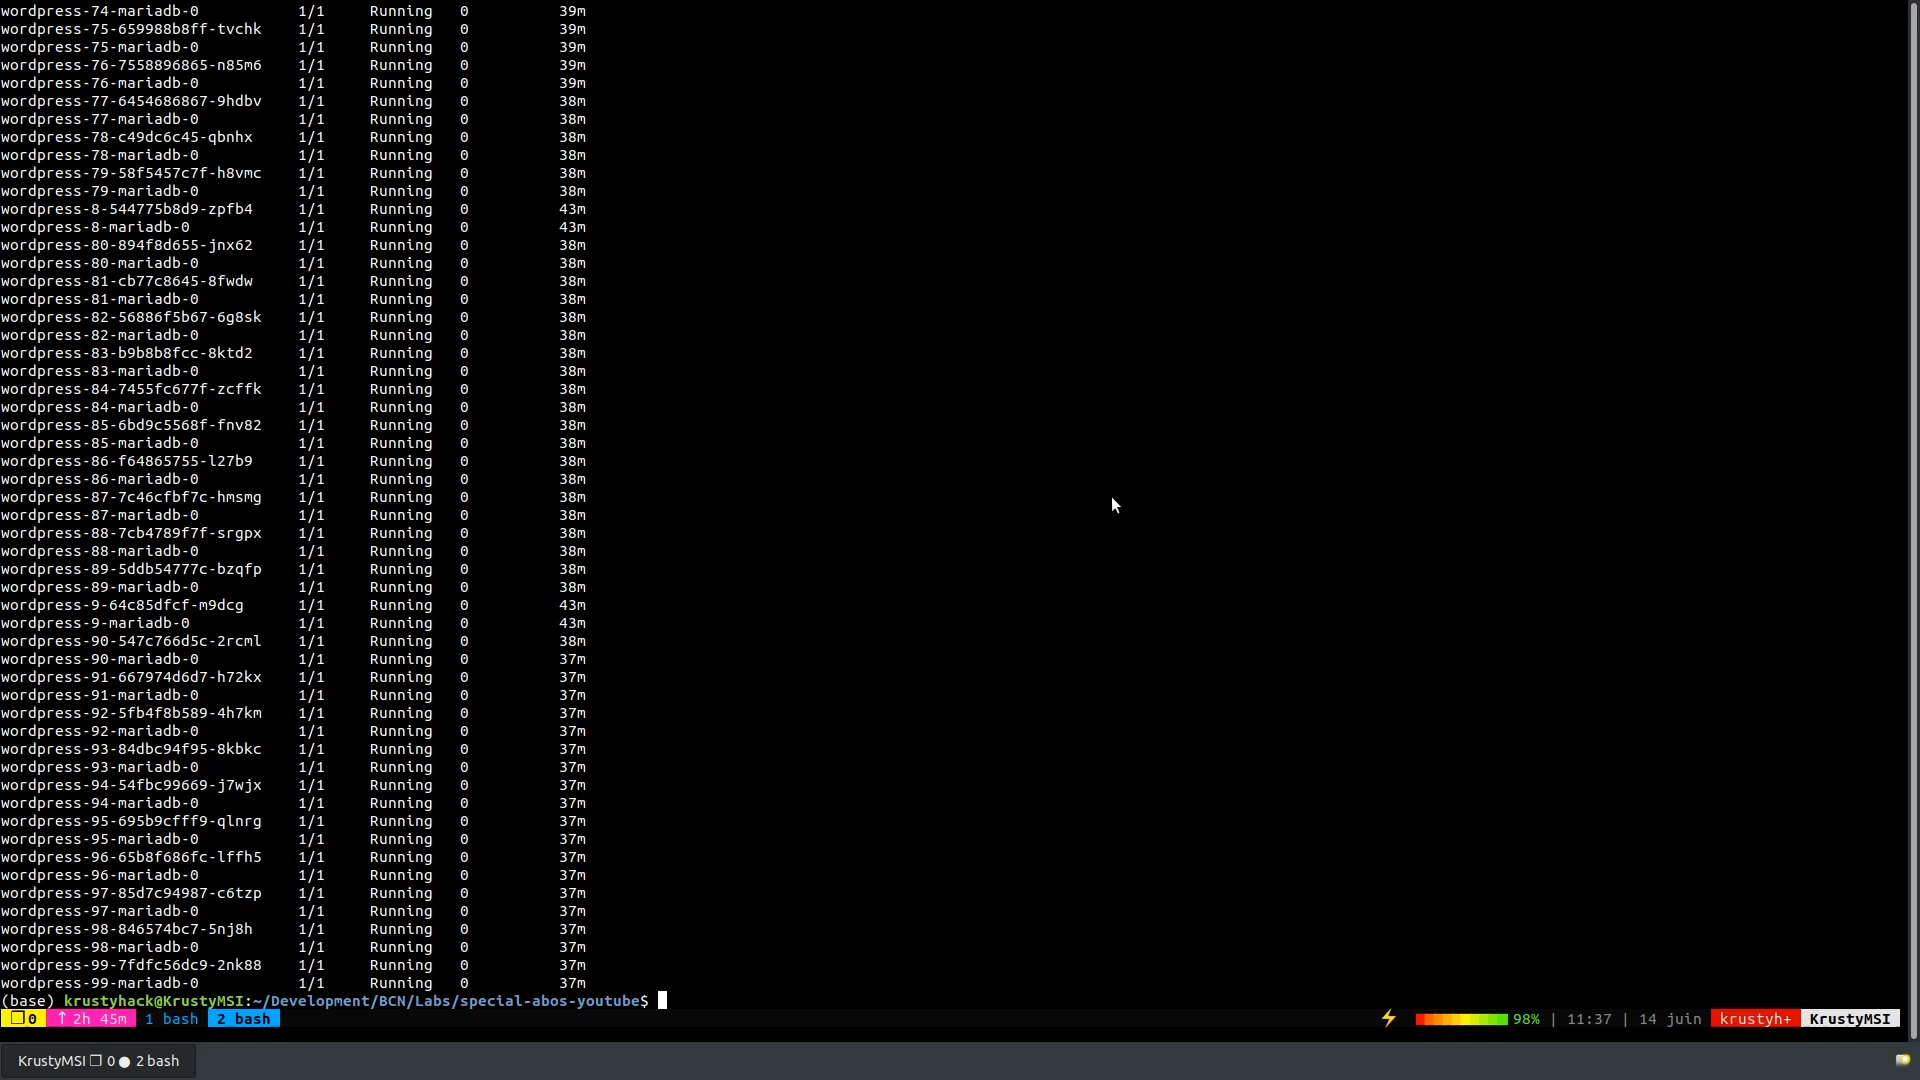 wordpress-74-mariadb-0 1/1 Running 0 39m
wordpress-75-659988b8ff-tvchk 1/1 Running 0 39m
wordpress-75-mariadb-0 1/1 Running 0 39m
wordpress-76-7558896865-n85m6 1/1 Running 0 39m
wordpress-76-mariadb-0 1/1 Running 0 39m
wordpress-77-6454686867-9hdbv 1/1 Running 0 38m
wordpress-77-mariadb-0 1/1 Running 0 38m
wordpress-78-c49dc6c45-qbnhx 1/1 Running 0 38m
wordpress-78-mariadb-0 1/1 Running 0 38m
wordpress-79-58f5457c7f-h8vmc 1/1 Running 0 38m
wordpress-79-mariadb-0 1/1 Running 0 38m
wordpress-8-544775b8d9-zpfb4 1/1 Running 0 43m
wordpress-8-mariadb-0 1/1 Running 0 43m
wordpress-80-894f8d655-jnx62 1/1 Running 0 38m
wordpress-80-mariadb-0 1/1 Running 0 38m
wordpress-81-cb77c8645-8fwdw 1/1 Running 0 38m
wordpress-81-mariadb-0 1/1 Running 0 38m
wordpress-82-56886f5b67-6g8sk 1/1 Running 0 38m
wordpress-82-mariadb-0 1/1 Running 0 38m
wordpress-83-b9b8b8fcc-8ktd2 1/1 Running 0 38m
wordpress-83-mariadb-0 1/1 Running 0 38m
wordpress-84-7455fc677f-zcffk 1/1 Running 0 38m
wordpress-84-mariadb-0 1/1 Running 0 38m
wordpress-85-6bd9c5568f-fnv82 1/1 Running 0 38m
wordpress-85-mariadb-0 1/1 Running 0 38m
wordpress-86-f64865755-l27b9 1/1 Running 0 38m
wordpress-86-mariadb-0 1/1 Running 0 38m
wordpress-87-7c46cfbf7c-hmsmg 1/1 Running 0 38m
wordpress-87-mariadb-0 1/1 Running 0 38m
wordpress-88-7cb4789f7f-srgpx 1/1 Running 0 38m
wordpress-88-mariadb-0 1/1 Running 0 38m
wordpress-89-5ddb54777c-bzqfp 1/1 Running 0 38m
wordpress-89-mariadb-0 1/1 Running 0 38m
wordpress-9-64c85dfcf-m9dcg 1/1 Running 0 43m
wordpress-9-mariadb-0 1/1 Running 0 43m
wordpress-90-547c766d5c-2rcml 1/1 Running 0 38m
wordpress-90-mariadb-0 1/1 Running 0 37m
wordpress-91-667974d6d7-h72kx 1/1 Running 0 37m
wordpress-91-mariadb-0 1/1 Running 0 37m
wordpress-92-5fb4f8b589-4h7km 1/1 Running 0 37m
wordpress-92-mariadb-0 1/1 Running 0 37m
wordpress-93-84dbc94f95-8kbkc 1/1 Running 0 37m
wordpress-93-mariadb-0 1/1 Running 0 37m
wordpress-94-54fbc99669-j7wjx 1/1 Running 0 37m
wordpress-94-mariadb-0 1/1 Running 0 37m
wordpress-95-695b9cfff9-qlnrg 1/1 Running 0 37m
wordpress-95-mariadb-0 1/1 Running 0 37m
wordpress-96-65b8f686fc-lffh5 1/1 Running 0 37m
wordpress-96-mariadb-0 1/1 Running 0 37m
wordpress-97-85d7c94987-c6tzp 1/1 Running 0 37m
wordpress-97-mariadb-0 1/1 Running 0 37m
wordpress-98-846574bc7-5nj8h 1/1 Running 0 37m
wordpress-98-mariadb-0 1/1 Running 0 37m
wordpress-99-7fdfc56dc9-2nk88 1/1 Running 0 37m
wordpress-99-mariadb-0 1/1 Running 0 37m
(base) krustyhack@KrustyMSI:~/Development/BCN/Labs/special-abos-youtube$
❐ 0 ↑ 2h 45m 1 bash 2 bash ⚡ 98% | 11:37 | 14 juin krustyh+ KrustyMSI
KrustyMSI ❐ 0 ● 2 bash